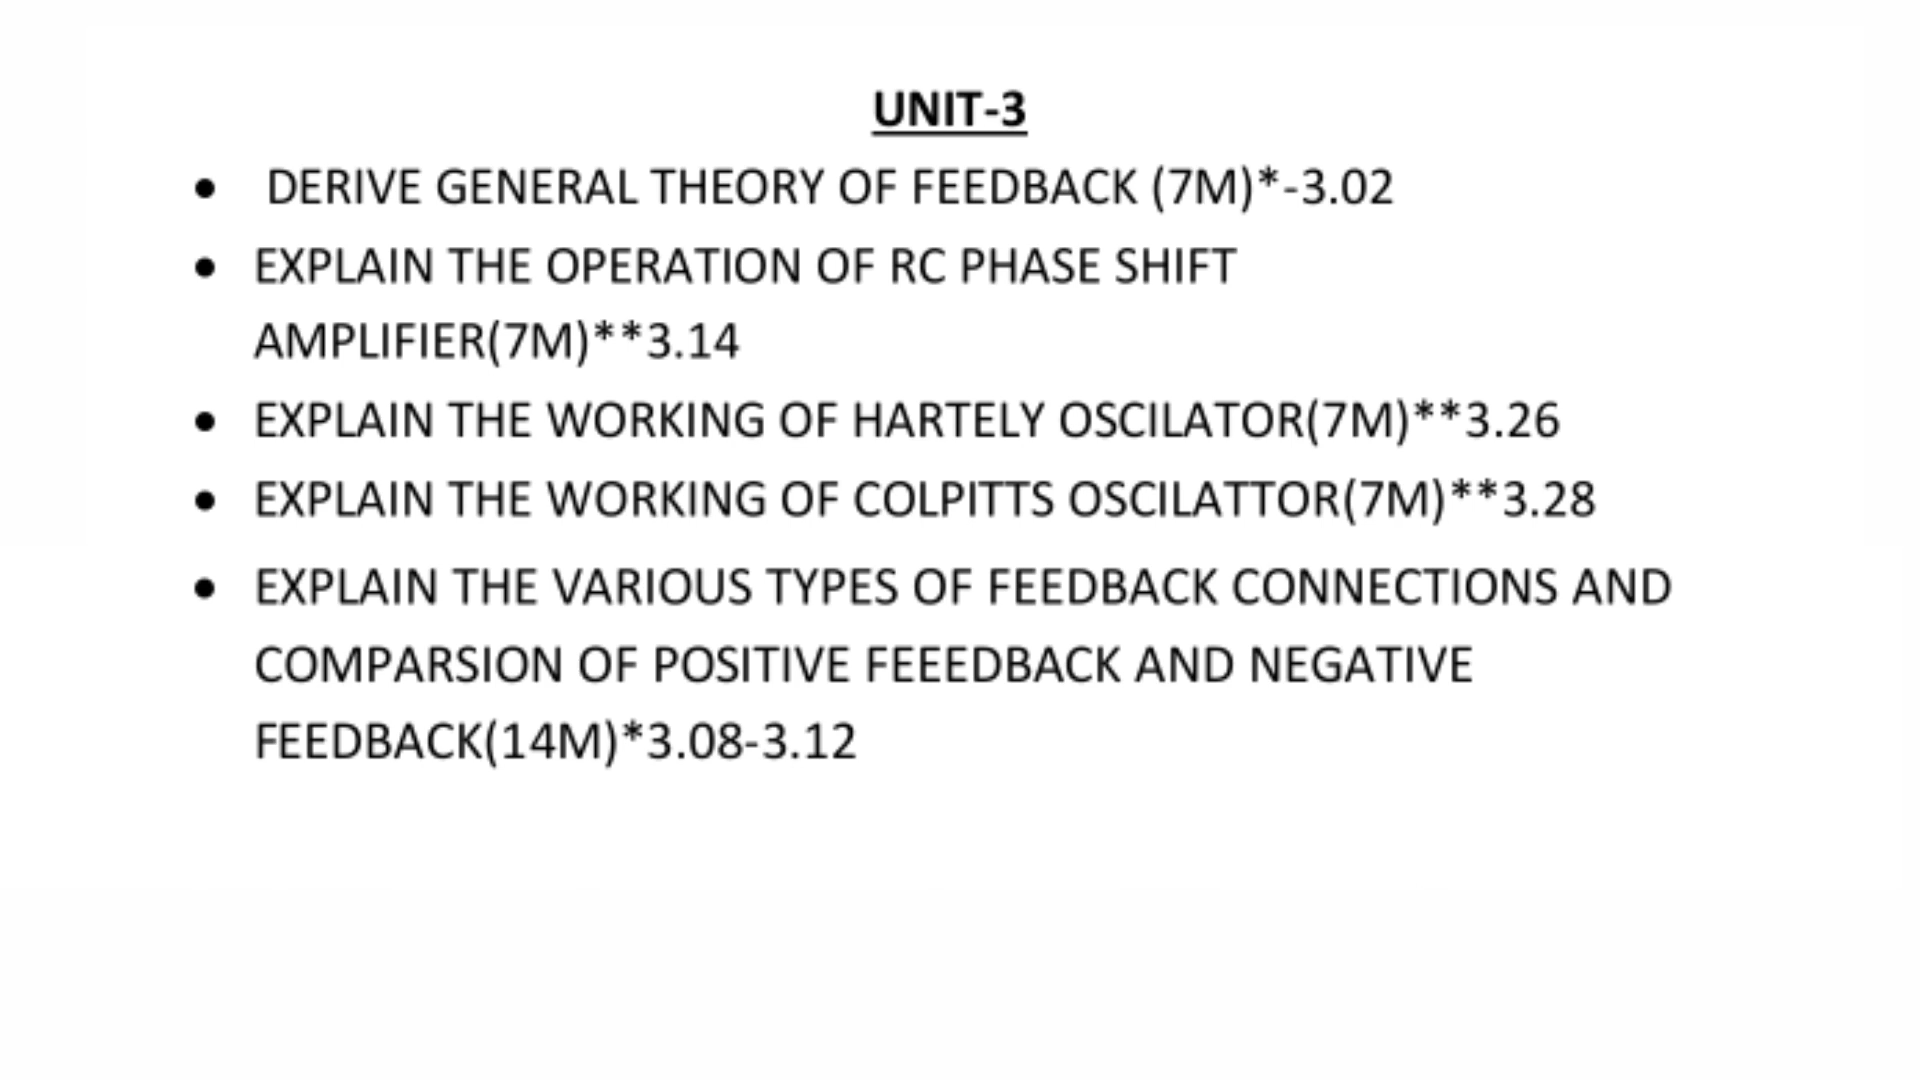 UNIT-3
• DERIVE GENERAL THEORY OF FEEDBACK (7M)*-3.02
• EXPLAIN THE OPERATION OF RC PHASE SHIFT
AMPLIFIER(7M)**3.14
• EXPLAIN THE WORKING OF HARTELY OSCILATOR(7M)**3.26
• EXPLAIN THE WORKING OF COLPITTS OSCILATTOR(7M)**3.28
• EXPLAIN THE VARIOUS TYPES OF FEEDBACK CONNECTIONS AND
COMPARSION OF POSITIVE FEEEDBACK AND NEGATIVE
FEEDBACK(14M)*3.08-3.12